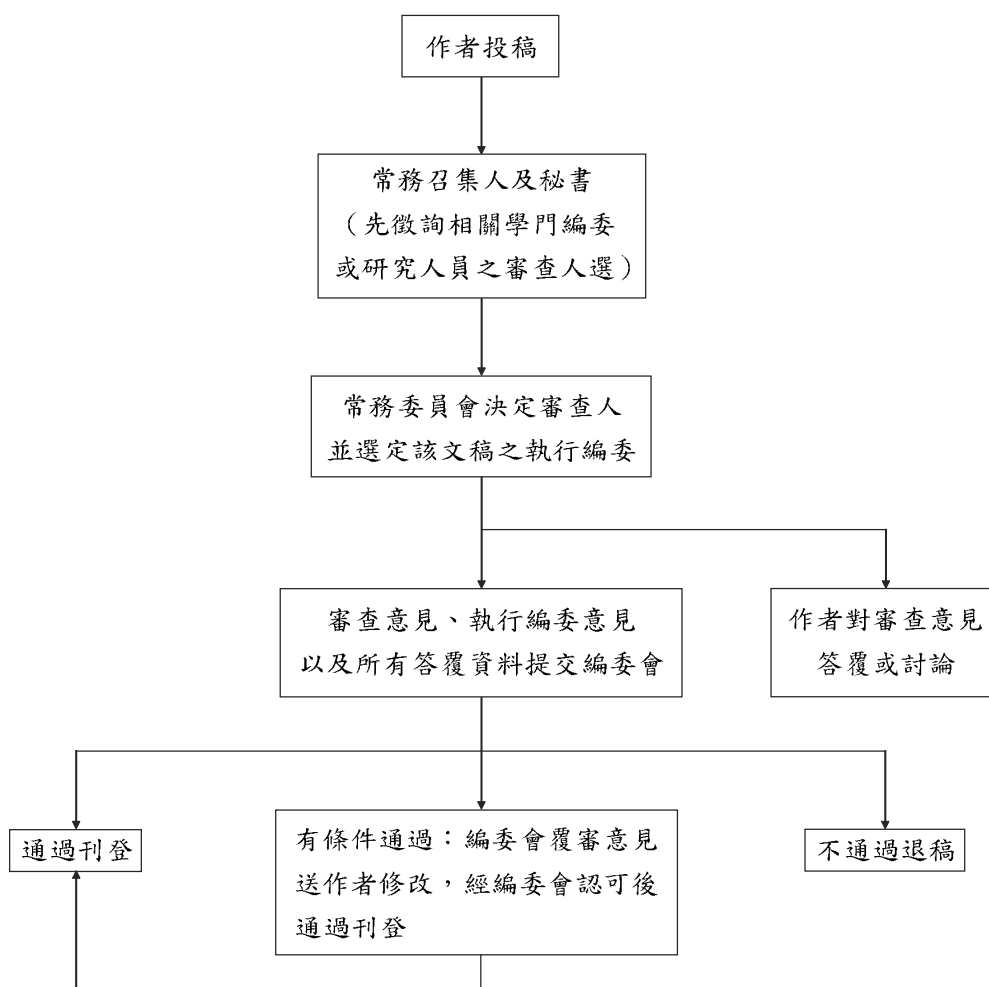 作者投稿
常務召集人及秘書
（先徵詢相關學門編委
或研究人員之審查人選）
常務委員會決定審查人
並選定該文稿之執行編委
審查意見、執行編委意見
以及所有答覆資料提交編委會
作者對審查意見
答覆或討論
通過刊登
有條件通過：編委會覆審意見
送作者修改，經編委會認可後
通過刊登
不通過退稿